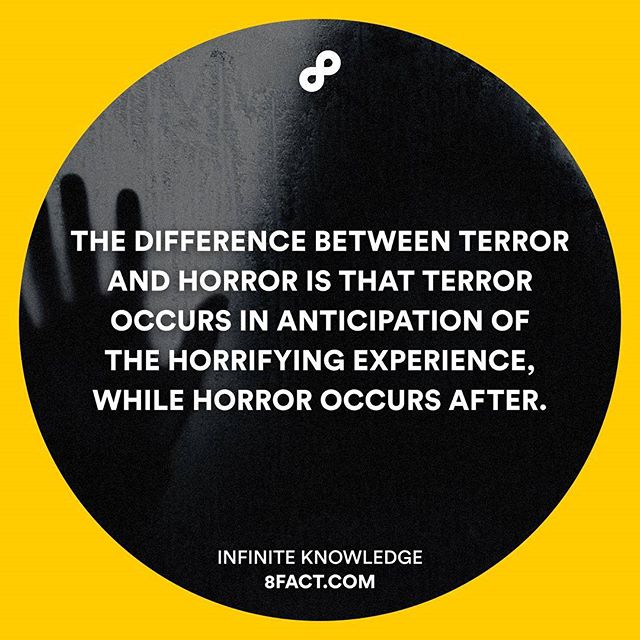 THE DIFFERENCE BETWEEN TERROR
AND HORROR IS THAT TERROR
OCCURS IN ANTICIPATION OF
THE HORRIFYING EXPERIENCE,
WHILE HORROR OCCURS AFTER.
INFINITE KNOWLEDGE
8FACT.COM